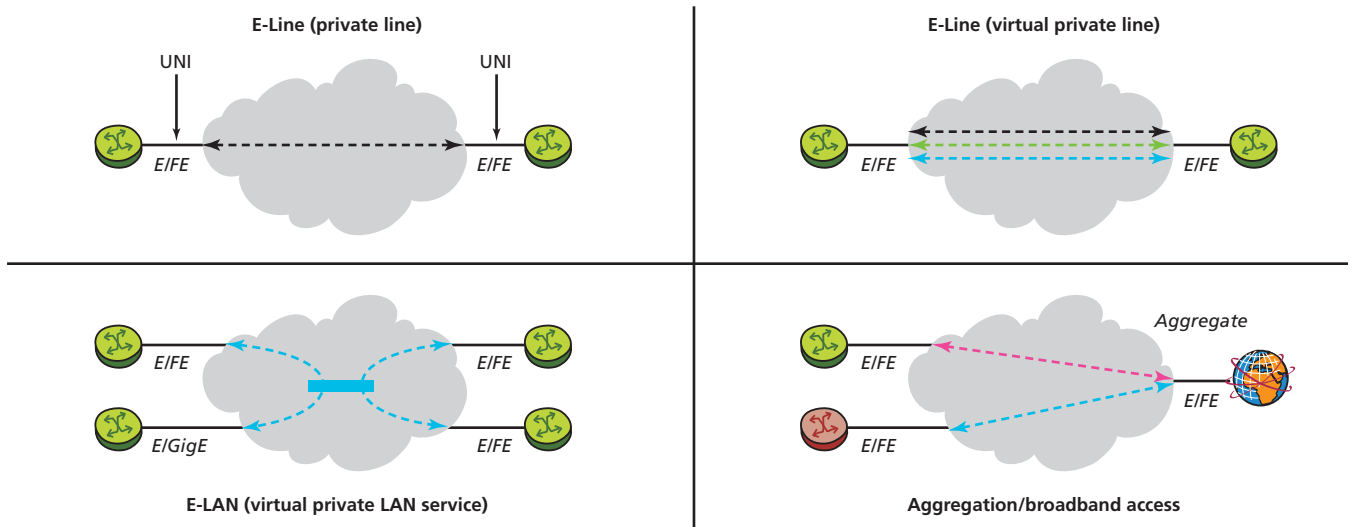 E-Line (private line)
UNI
UNI
E/FE
E/FE
E-Line (virtual private line)
E/FE
E/FE
E/FE
E/FE
E/GigE
E/FE
E-LAN (virtual private LAN service)
Aggregate
E/FE
E/FE
E/FE
Aggregation/broadband access